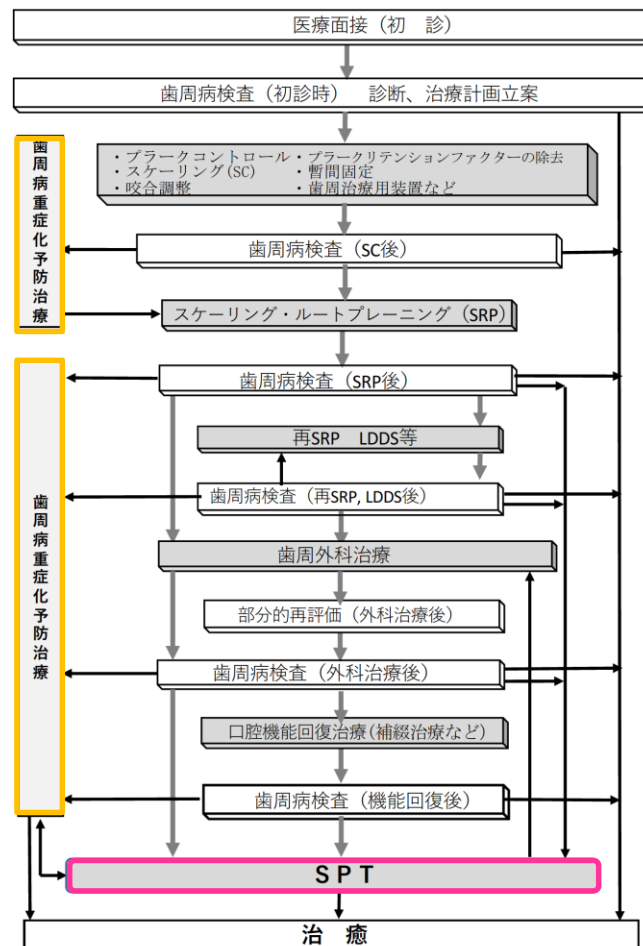 医療面接（初　診）
歯周病検査（初診時）　診断、治療計画立案
・プラークコントロール・プラークリテンションファクターの除去
・スケーリング(SC)　・暫間固定
・咬合調整　・歯周治療用装置など
歯周病重症化予防治療
歯周病検査（SC後）
スケーリング・ルートプレーニング（SRP）
歯周病検査（SRP後）
再SRP　LDDS等
歯周病検査（再SRP, LDDS後）
歯周病重症化予防治療
歯周外科治療
部分的再評価（外科治療後）
歯周病検査（外科治療後）
口腔機能回復治療(補綴治療など）
歯周病検査（機能回復後）
ＳＰＴ
治　癒